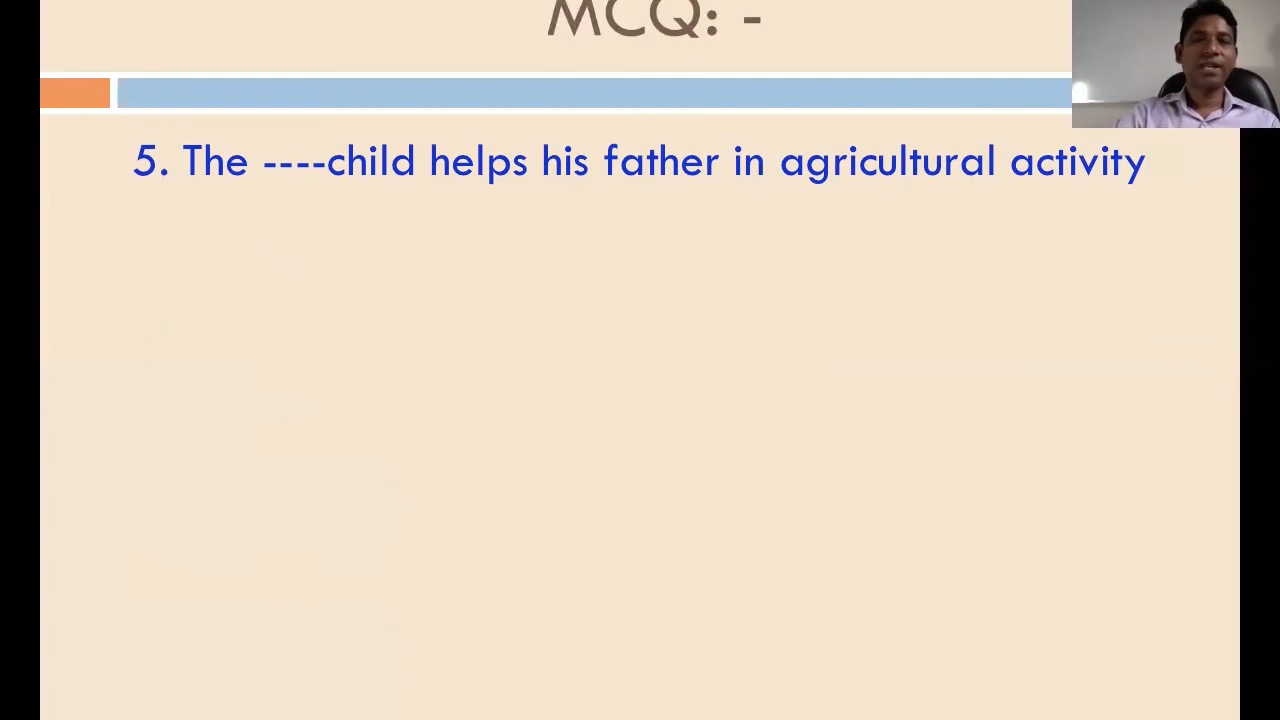 MCQ: -
5. The ----child helps his father in agricultural activity